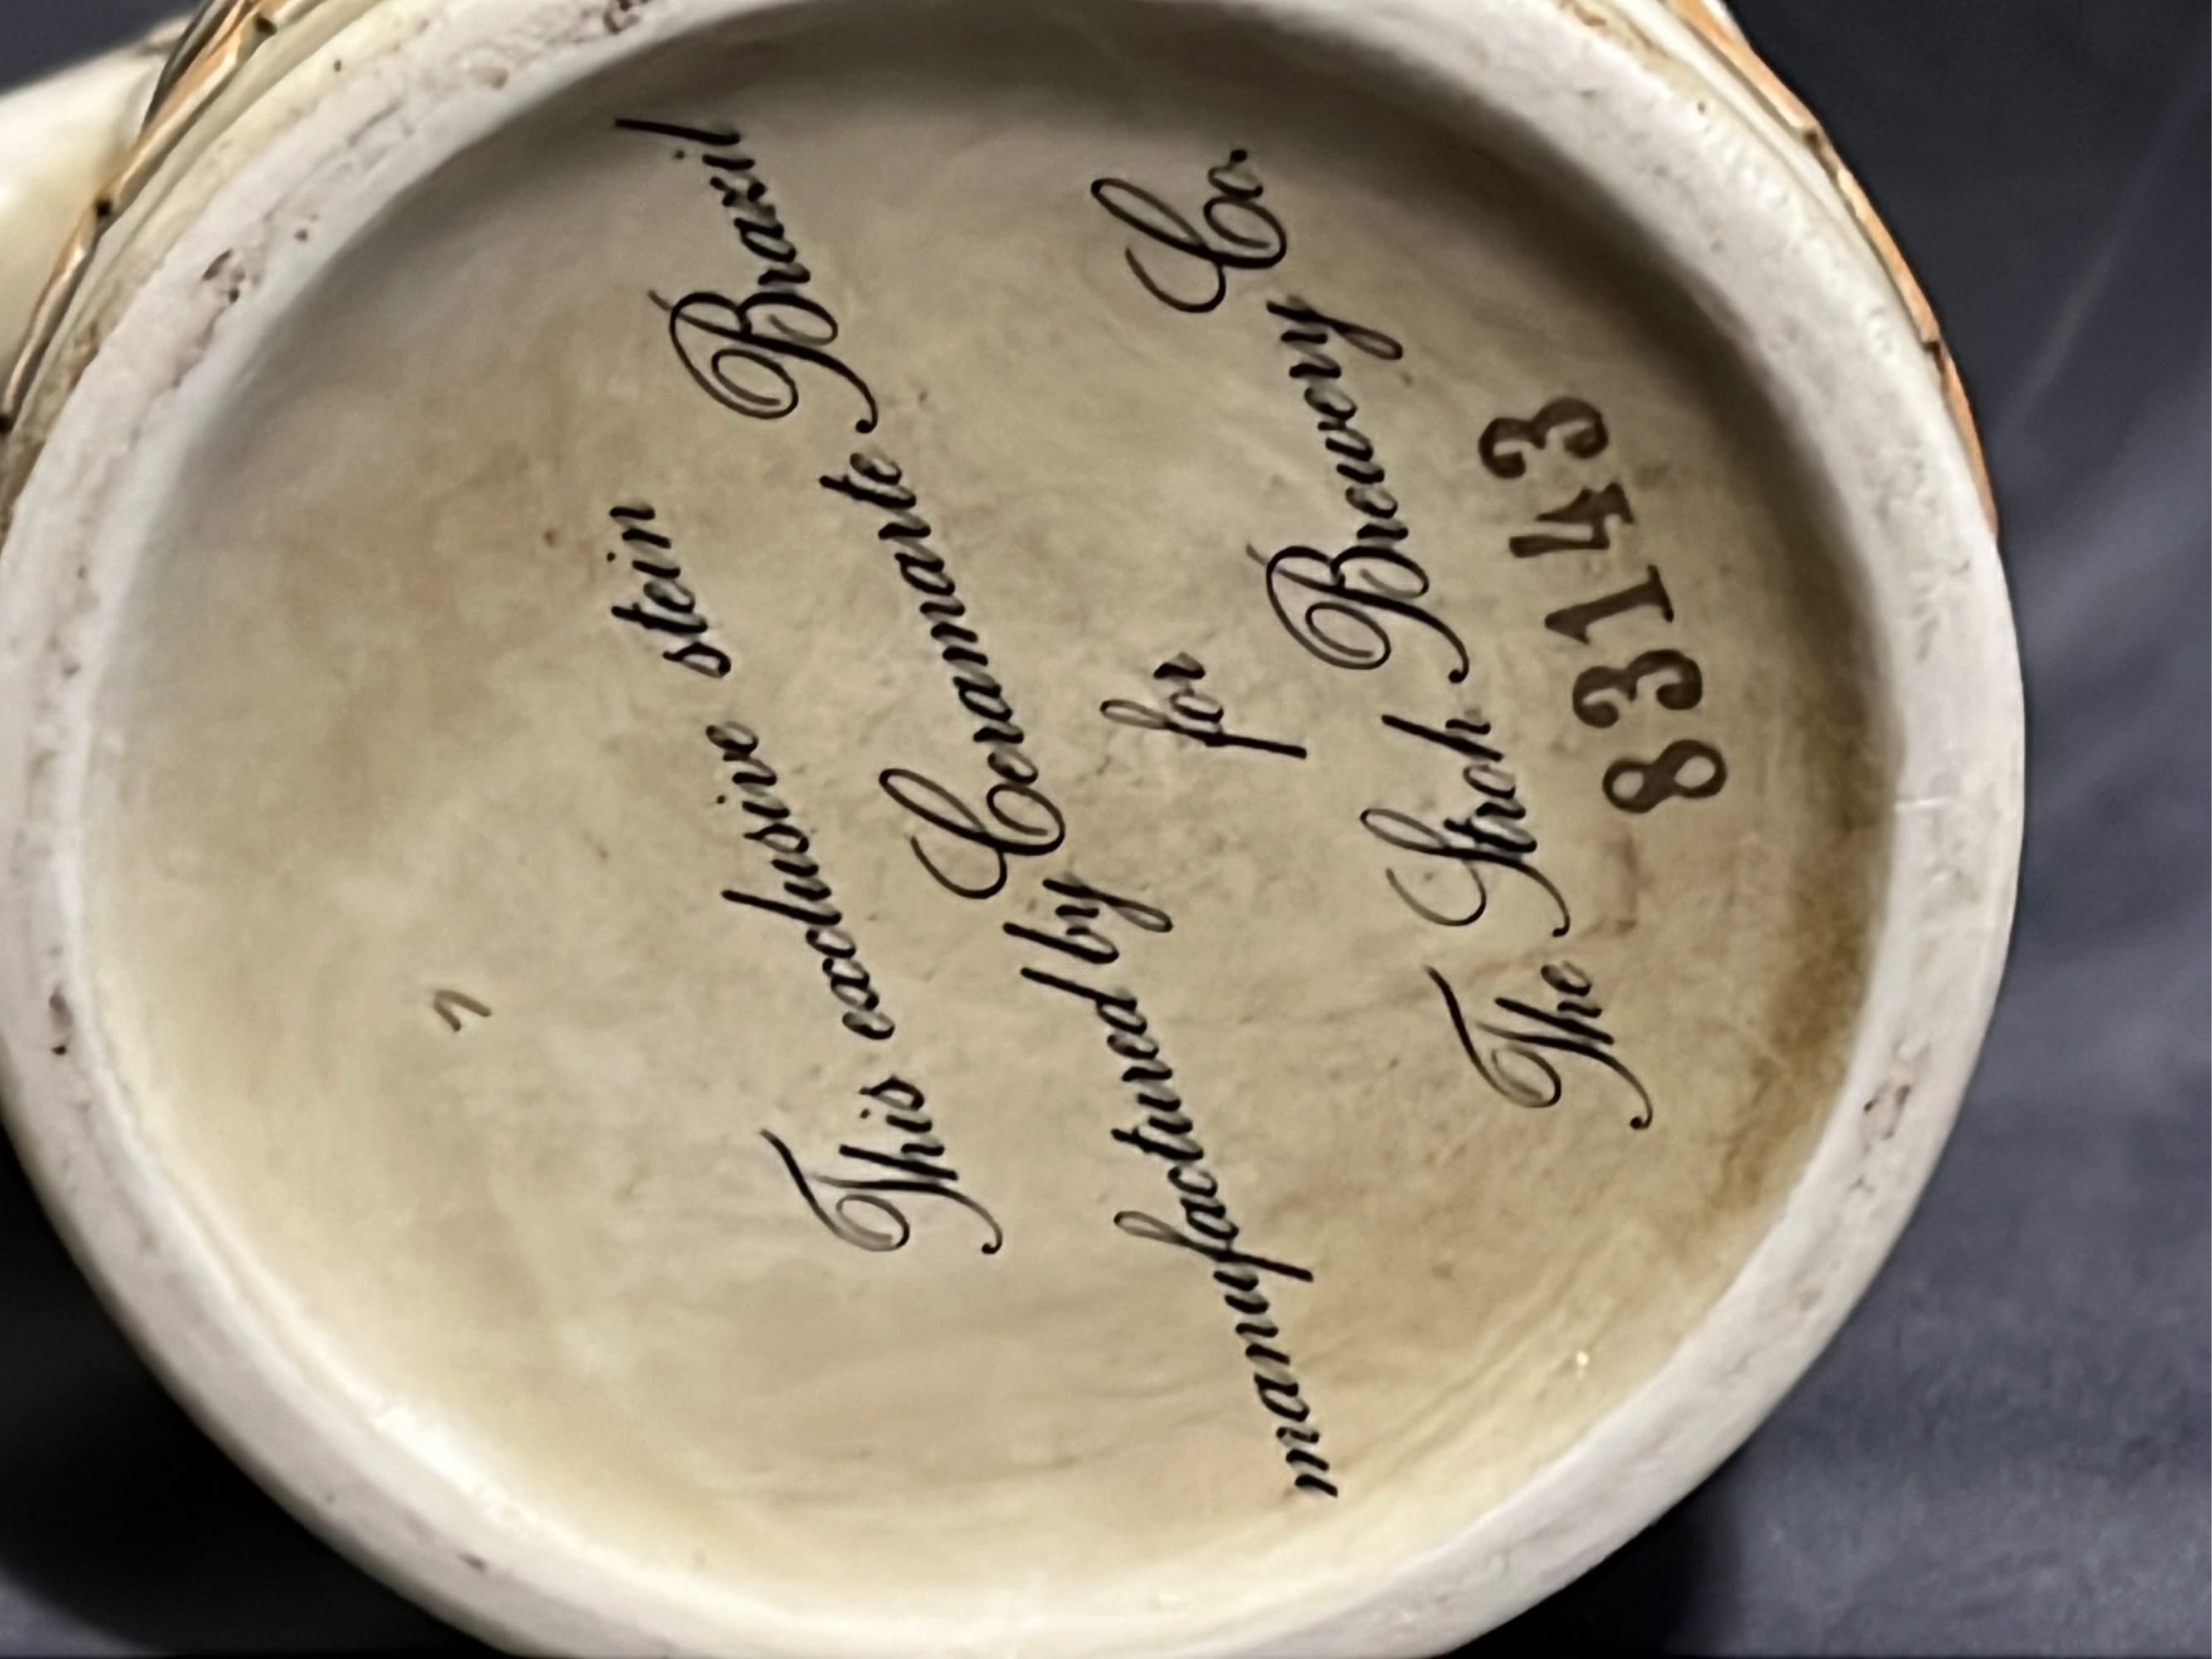 This exclusive stein
manufactured by Ceramarte Brazil
for
The Stroh Brewery Co.
83143